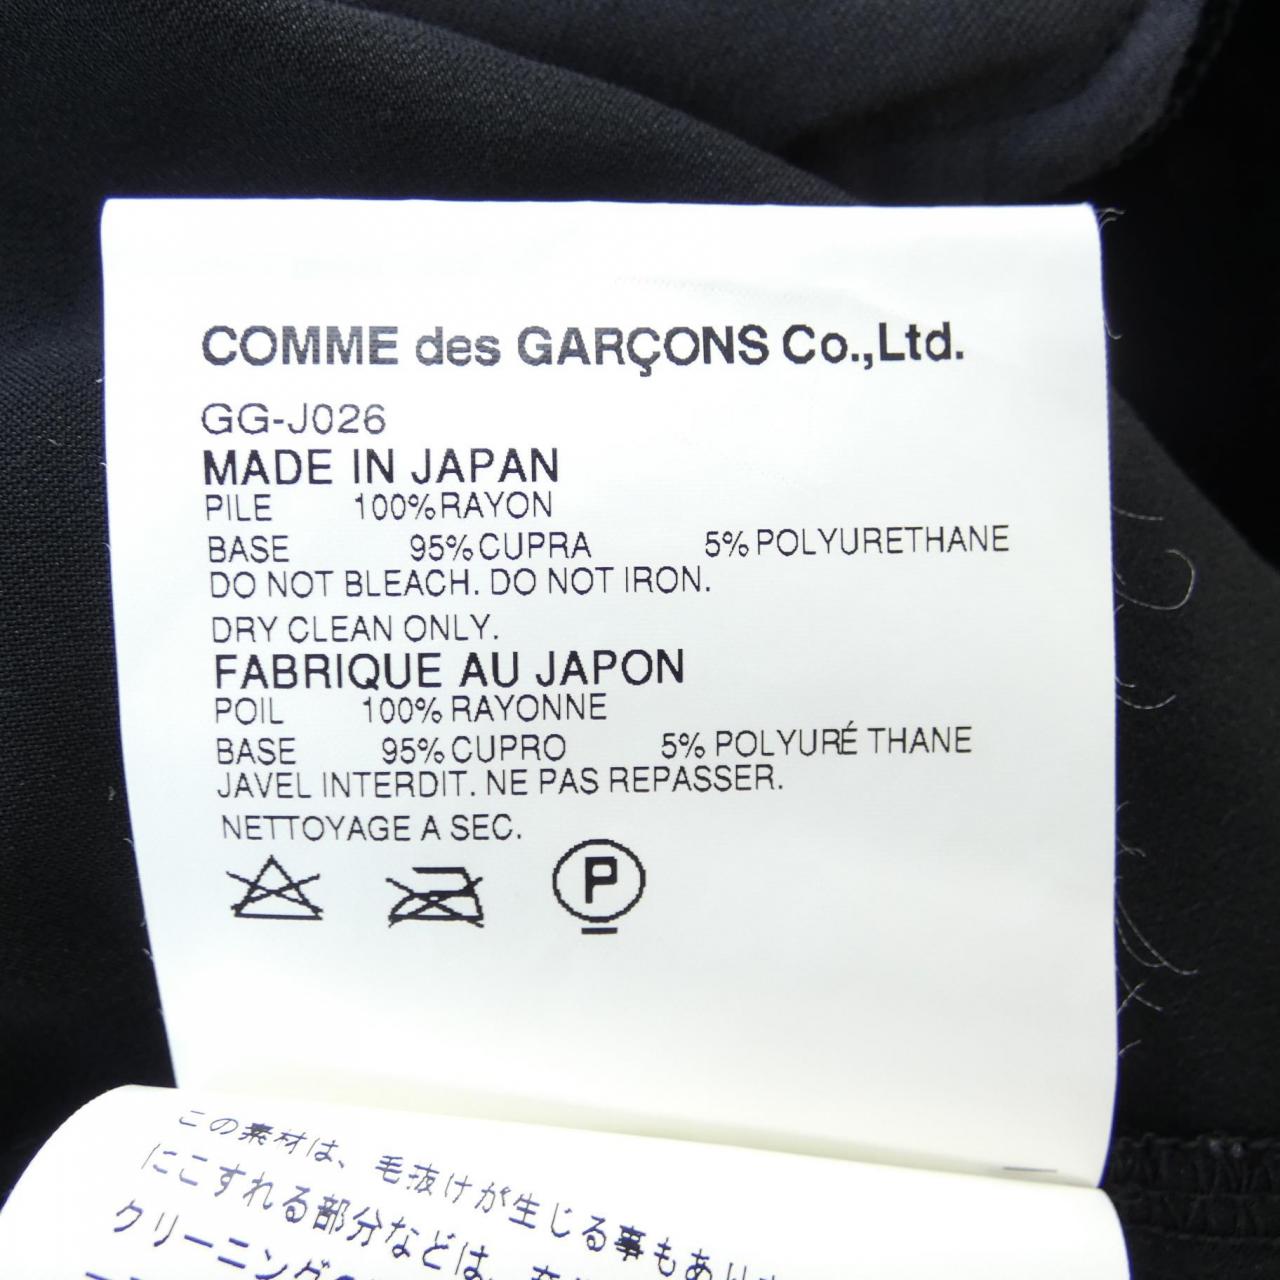 COMME des GARÇONS Co.,Ltd.
GG-J026
MADE IN JAPAN
PILE 100%RAYON
BASE 95%CUPRA 5%POLYURETHANE
DO NOT BLEACH. DO NOT IRON.
DRY CLEAN ONLY.
FABRIQUE AU JAPON
POIL 100%RAYONNE
BASE 95%CUPRO 5%POLYURÉ THANE
JAVEL INTERDIT. NE PAS REPASSER.
NETTOYAGE A SEC.
P
この素材は、毛抜けが生じる事もあり
にこすれる部分などは、
クリーニング